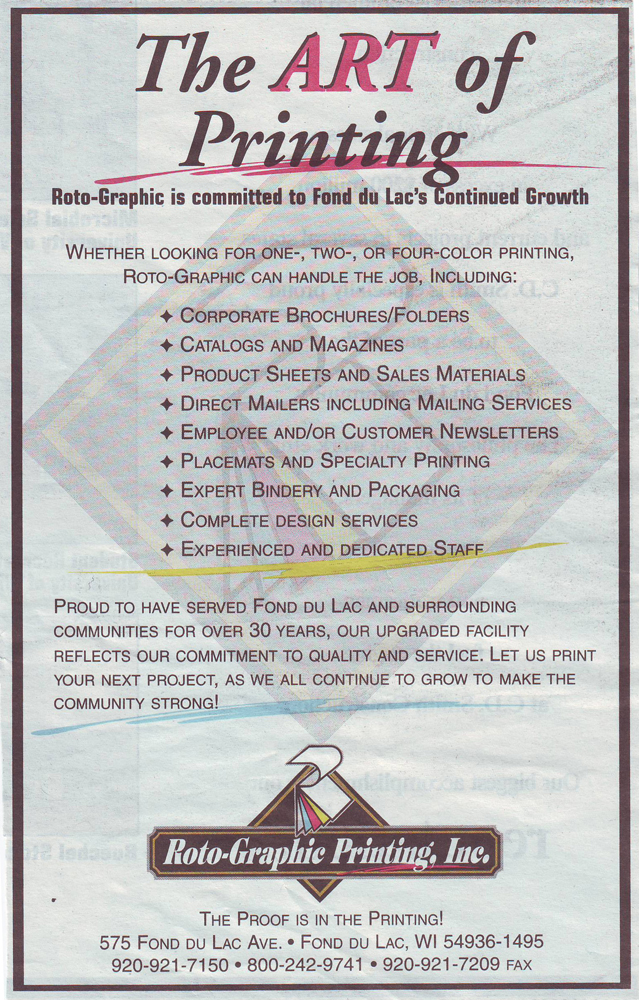 The ART of
Printing
Roto-Graphic is committed to Fond du Lac's Continued Growth
WHETHER LOOKING FOR ONE-, TWO-, OR FOUR-COLOR PRINTING,
ROTO-GRAPHIC CAN HANDLE THE JOB, INCLUDING:
✦ CORPORATE BROCHURES/FOLDERS
✦ CATALOGS AND MAGAZINES
✦ PRODUCT SHEETS AND SALES MATERIALS
✦ DIRECT MAILERS INCLUDING MAILING SERVICES
✦ EMPLOYEE AND/OR CUSTOMER NEWSLETTERS
✦ PLACEMATS AND SPECIALTY PRINTING
✦ EXPERT BINDERY AND PACKAGING
✦ COMPLETE DESIGN SERVICES
✦ EXPERIENCED AND DEDICATED STAFF
PROUD TO HAVE SERVED FOND DU LAC AND SURROUNDING
COMMUNITIES FOR OVER 30 YEARS, OUR UPGRADED FACILITY
REFLECTS OUR COMMITMENT TO QUALITY AND SERVICE. LET US PRINT
YOUR NEXT PROJECT, AS WE ALL CONTINUE TO GROW TO MAKE THE
COMMUNITY STRONG!
Roto-Graphic Printing, Inc.
THE PROOF IS IN THE PRINTING!
575 FOND DU LAC AVE. • FOND DU LAC, WI 54936-1495
920-921-7150 • 800-242-9741 • 920-921-7209 FAX